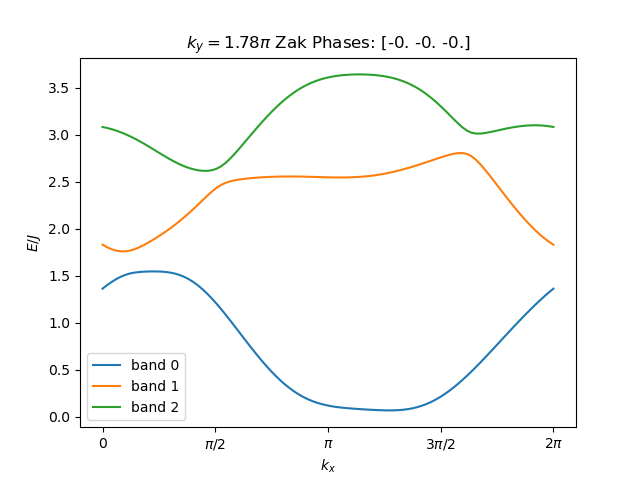 k_y = 1.78π Zak Phases: [-0. -0. -0.]
E/J
3.5
3.0
2.5
2.0
1.5
1.0
0.5
0.0
band 0
band 1
band 2
0 π/2 π 3π/2 2π
k_x